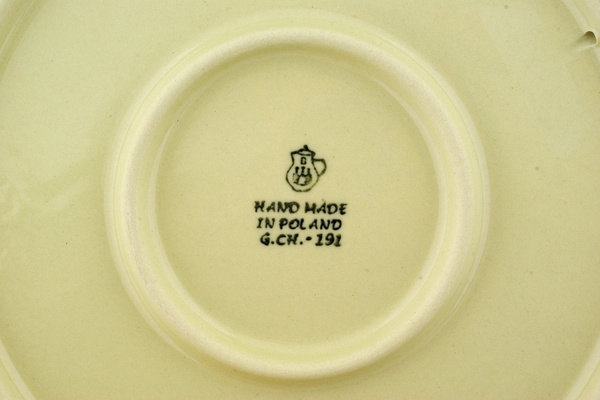 HAND MADE
IN POLAND
G.CH.- 191